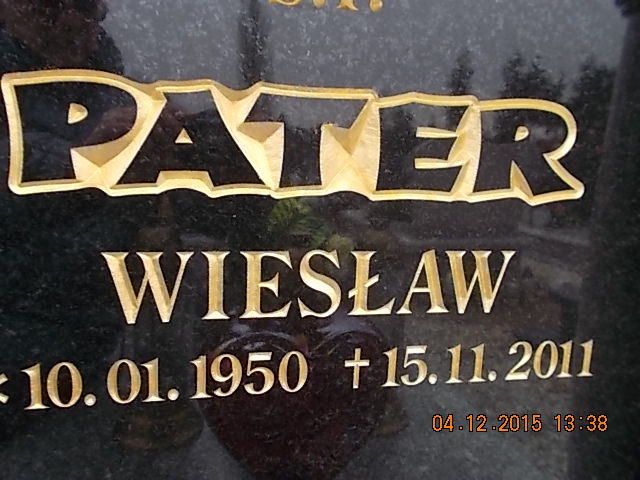 Ś.P.
PATER
WIESŁAW
*10.01.1950 †15.11.2011
04.12.2015 13:38